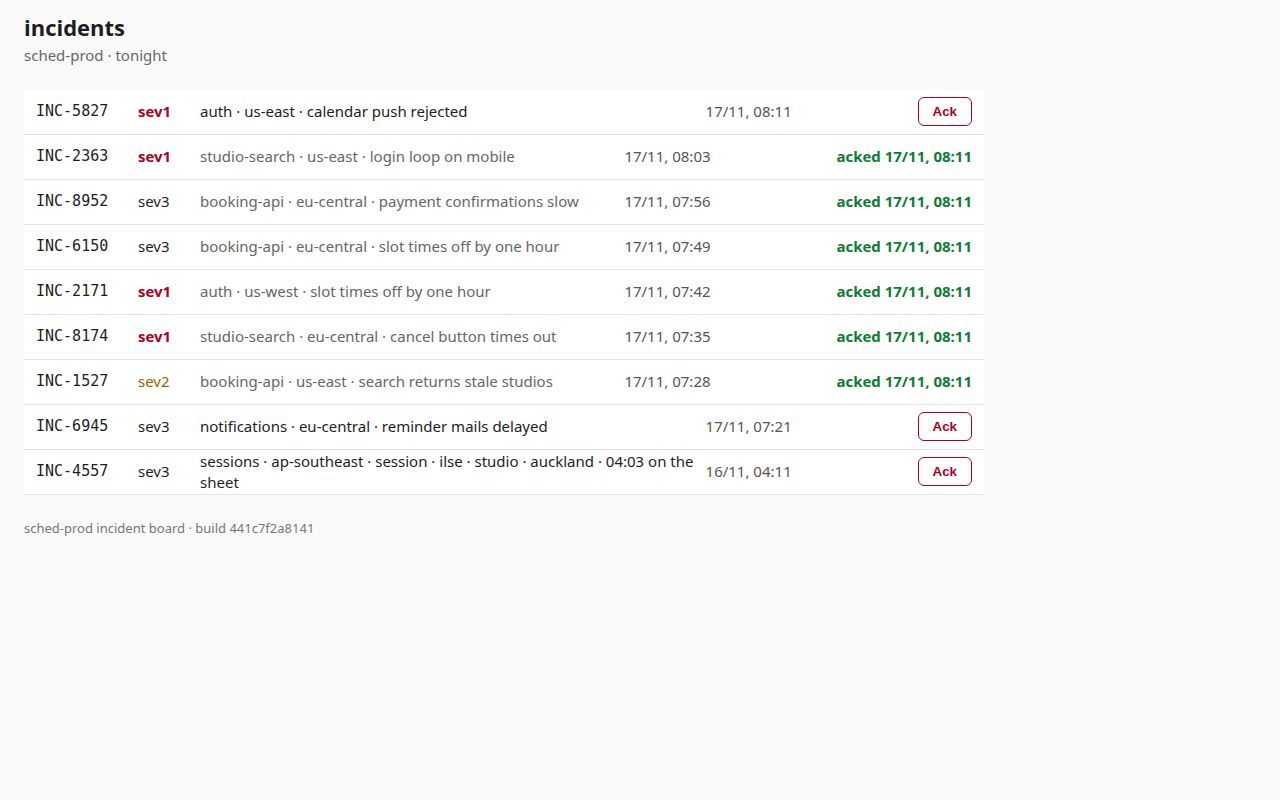 incidents
sched-prod · tonight
INC-5827 sev1 auth · us-east · calendar push rejected 17/11, 08:11 Ack
INC-2363 sev1 studio-search · us-east · login loop on mobile 17/11, 08:03 acked 17/11, 08:11
INC-8952 sev3 booking-api · eu-central · payment confirmations slow 17/11, 07:56 acked 17/11, 08:11
INC-6150 sev3 booking-api · eu-central · slot times off by one hour 17/11, 07:49 acked 17/11, 08:11
INC-2171 sev1 auth · us-west · slot times off by one hour 17/11, 07:42 acked 17/11, 08:11
INC-8174 sev1 studio-search · eu-central · cancel button times out 17/11, 07:35 acked 17/11, 08:11
INC-1527 sev2 booking-api · us-east · search returns stale studios 17/11, 07:28 acked 17/11, 08:11
INC-6945 sev3 notifications · eu-central · reminder mails delayed 17/11, 07:21 Ack
INC-4557 sev3 sessions · ap-southeast · session · ilse · studio · auckland · 04:03 on the
sheet 16/11, 04:11 Ack
sched-prod incident board · build 441c7f2a8141